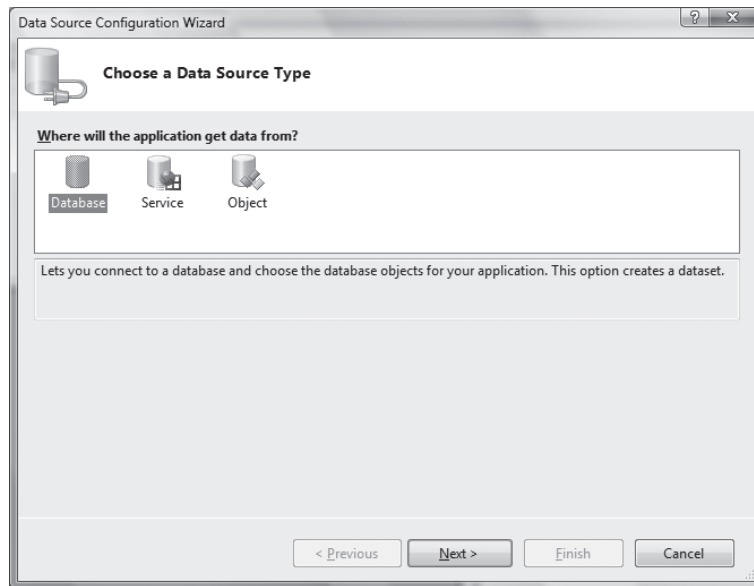 Data Source Configuration Wizard
?
Choose a Data Source Type
Where will the application get data from?
Database Service Object
Lets you connect to a database and choose the database objects for your application. This option creates a dataset.
< Previous Next > Finish Cancel